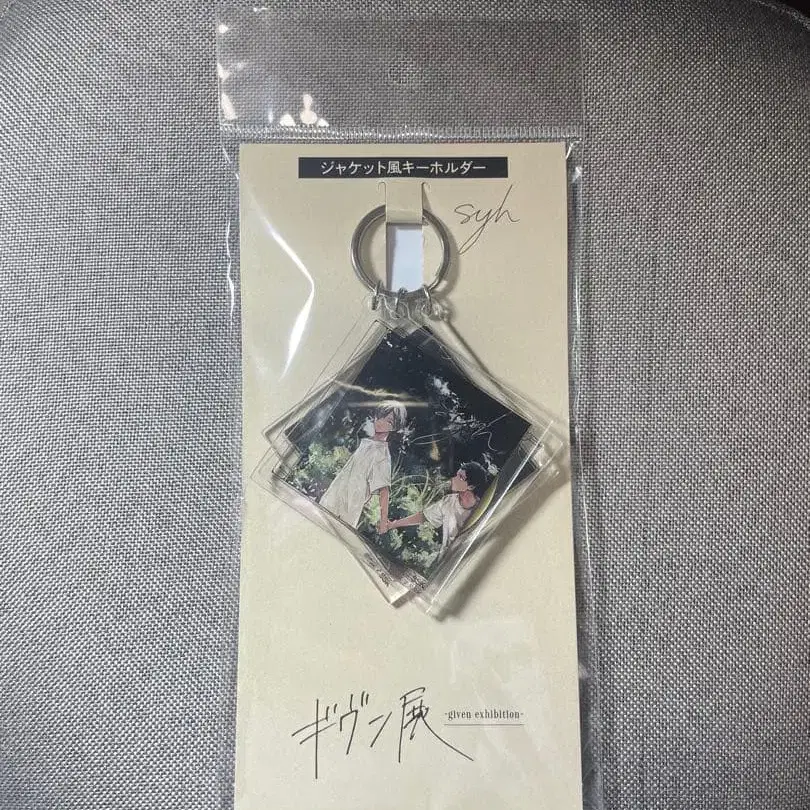 ジャケット風キーホルダー
syh
syh
ギヴン展
-given exhibition-